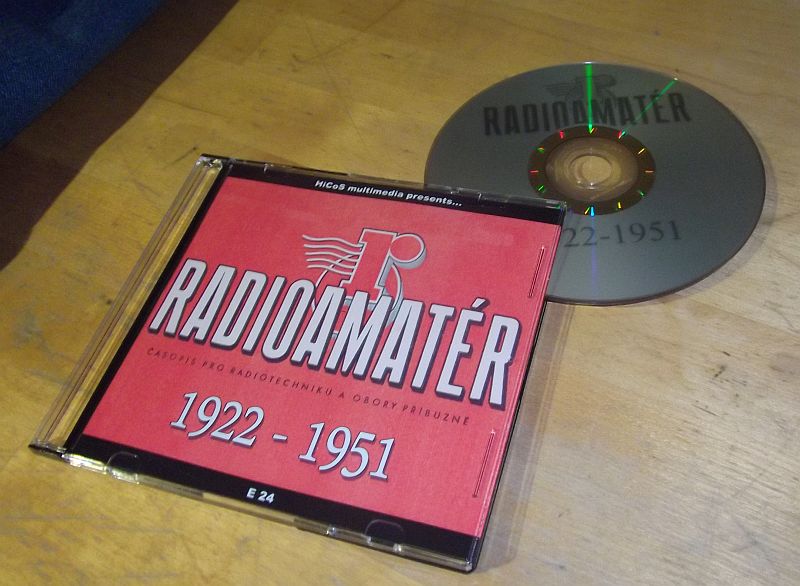 HiCoS multimedia presents...
r
RADIOAMATÉR
ČASOPIS PRO RADIOTECHNIKU A OBORY PŘÍBUZNÉ
1922 - 1951
E 24
RADIOAMATÉR
22-1951